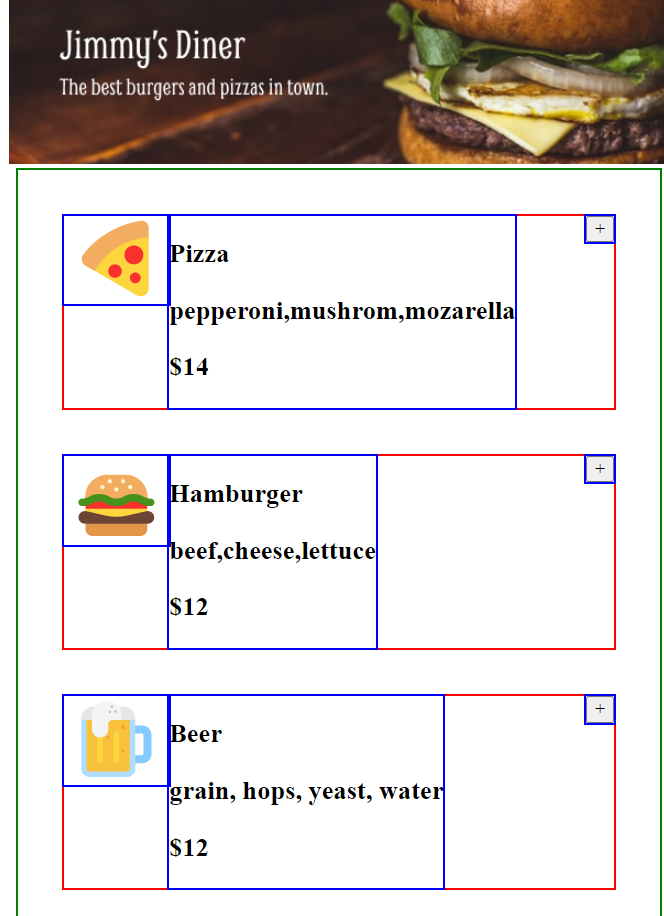 Jimmy's Diner
The best burgers and pizzas in town.
+
Pizza
pepperoni,mushrom,mozarella
$14
+
Hamburger
beef,cheese,lettuce
$12
+
Beer
grain, hops, yeast, water
$12